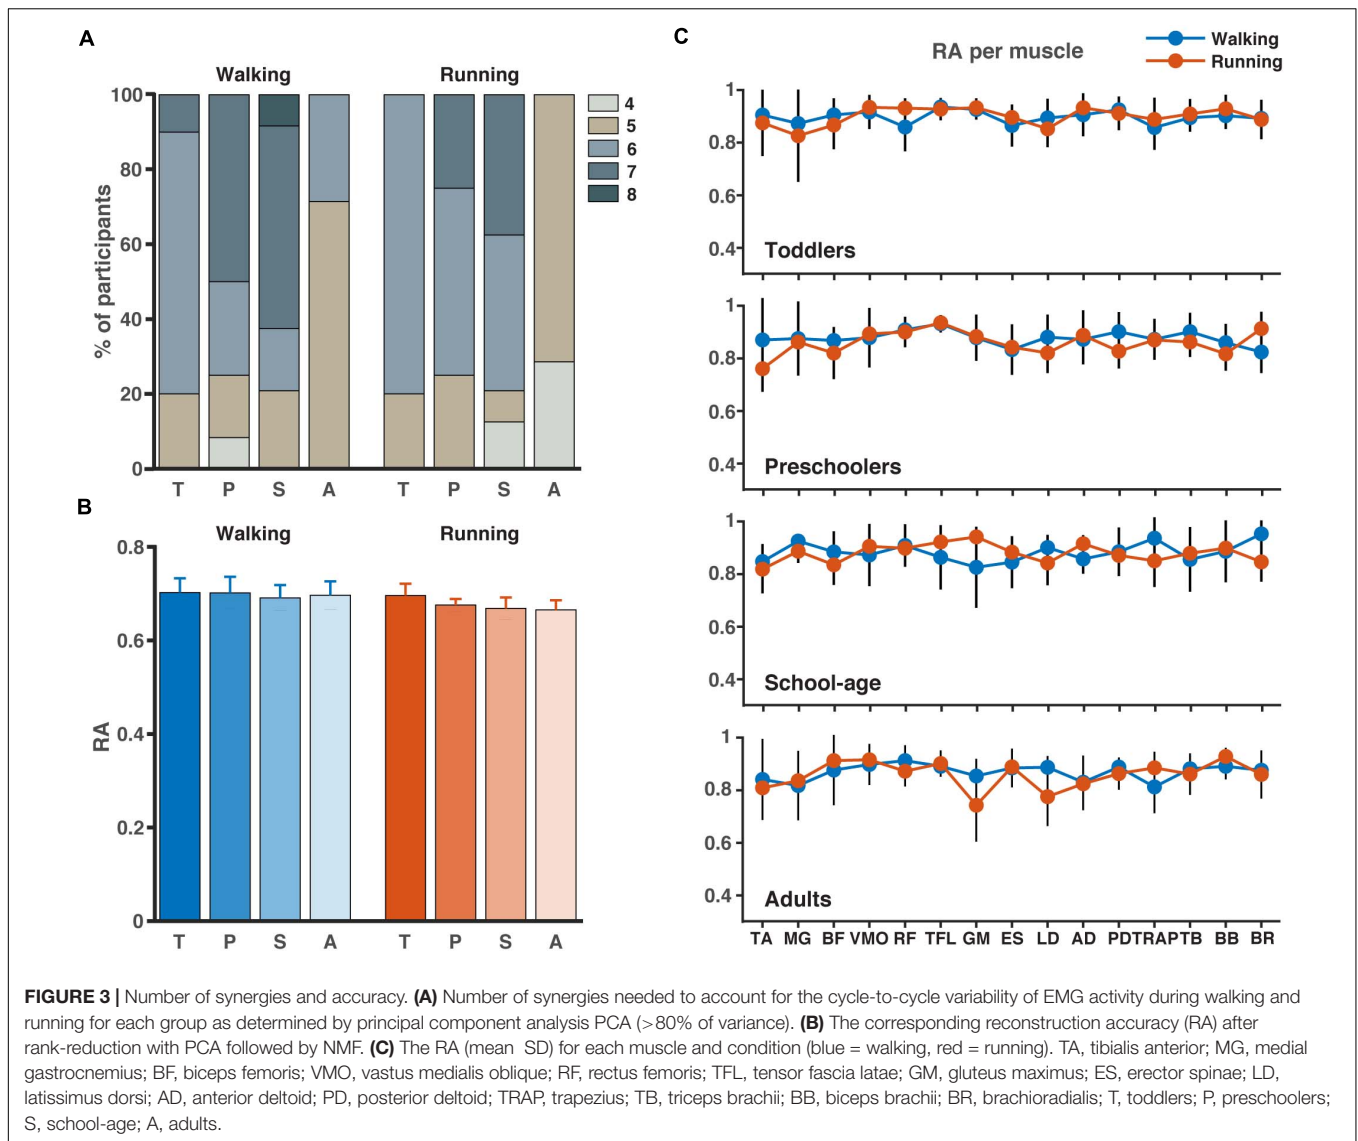 A
Walking Running
100
80
60
40
20
0
% of participants
T P S A T P S A
4
5
6
7
8
B
Walking Running
0.8
0.6
0.4
0.2
0
RA
T P S A T P S A
C
RA per muscle
Walking
Running
1
0.8
0.6
0.4
Toddlers
1
0.8
0.6
0.4
Preschoolers
1
0.8
0.6
0.4
School-age
1
0.8
0.6
0.4
Adults
TA MG BF VMO RF TFL GM ES LD AD PD TRAP TB BB BR
FIGURE 3 | Number of synergies and accuracy. (A) Number of synergies needed to account for the cycle-to-cycle variability of EMG activity during walking and
running for each group as determined by principal component analysis PCA (>80% of variance). (B) The corresponding reconstruction accuracy (RA) after
rank-reduction with PCA followed by NMF. (C) The RA (mean SD) for each muscle and condition (blue = walking, red = running). TA, tibialis anterior; MG, medial
gastrocnemius; BF, biceps femoris; VMO, vastus medialis oblique; RF, rectus femoris; TFL, tensor fascia latae; GM, gluteus maximus; ES, erector spinae; LD,
latissimus dorsi; AD, anterior deltoid; PD, posterior deltoid; TRAP, trapezius; TB, triceps brachii; BB, biceps brachii; BR, brachioradialis; T, toddlers; P, preschoolers;
S, school-age; A, adults.